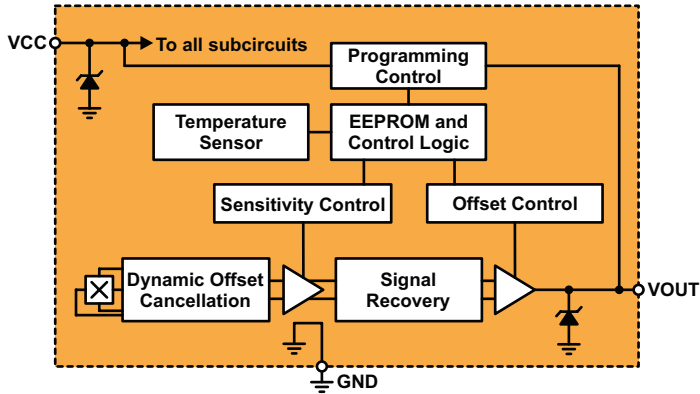 VCC
To all subcircuits
Programming
Control
Temperature
Sensor
EEPROM and
Control Logic
Sensitivity Control
Offset Control
Dynamic Offset
Cancellation
Signal
Recovery
VOUT
GND